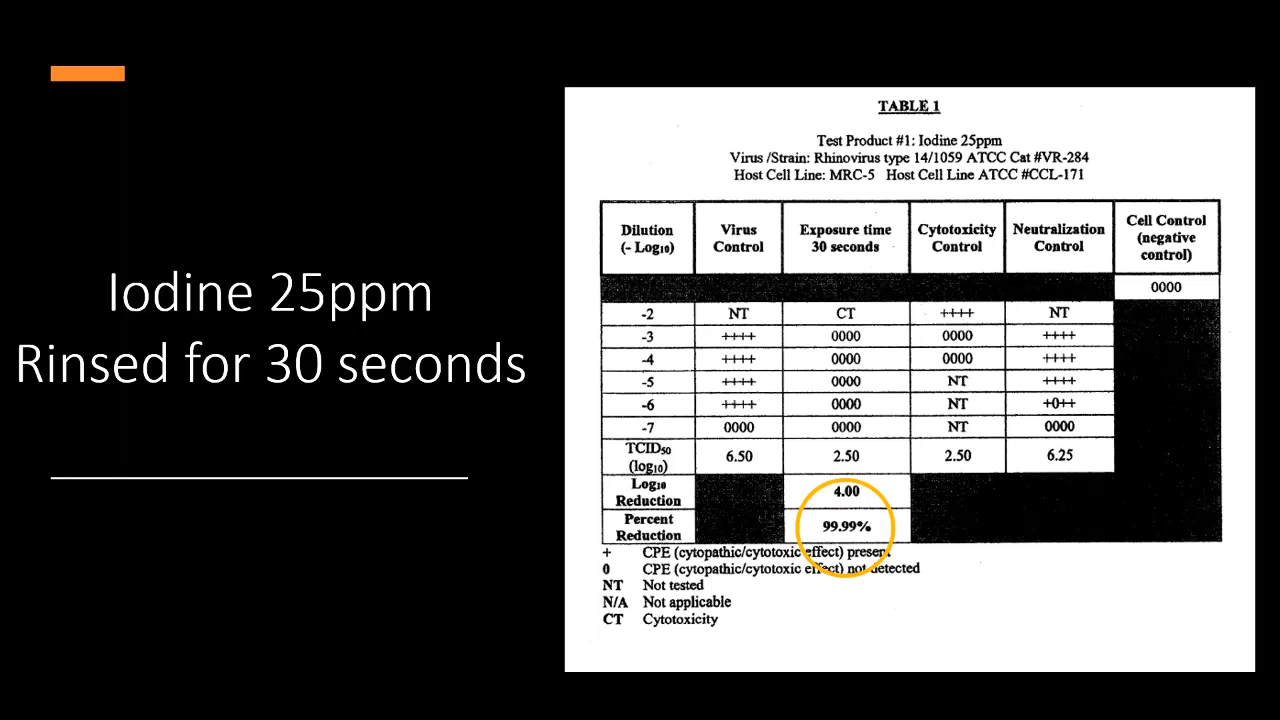 Iodine 25ppm
Rinsed for 30 seconds
TABLE 1
Test Product #1: Iodine 25ppm
Virus /Strain: Rhinovirus type 14/1059 ATCC Cat #VR-284
Host Cell Line: MRC-5 Host Cell Line ATCC #CCL-171
Dilution (- Log₁₀) Virus Control Exposure time 30 seconds Cytotoxicity Control Neutralization Control Cell Control (negative control)
0000
-2 NT CT ++++ NT
-3 ++++ 0000 0000 ++++
-4 ++++ 0000 0000 ++++
-5 ++++ 0000 NT ++++
-6 ++++ 0000 NT +0++
-7 0000 0000 NT 0000
TCID₅₀ (log₁₀) 6.50 2.50 2.50 6.25
Log₁₀ Reduction 4.00
Percent Reduction 99.99%
+ CPE (cytopathic/cytotoxic effect) present
0 CPE (cytopathic/cytotoxic effect) not detected
NT Not tested
N/A Not applicable
CT Cytotoxicity